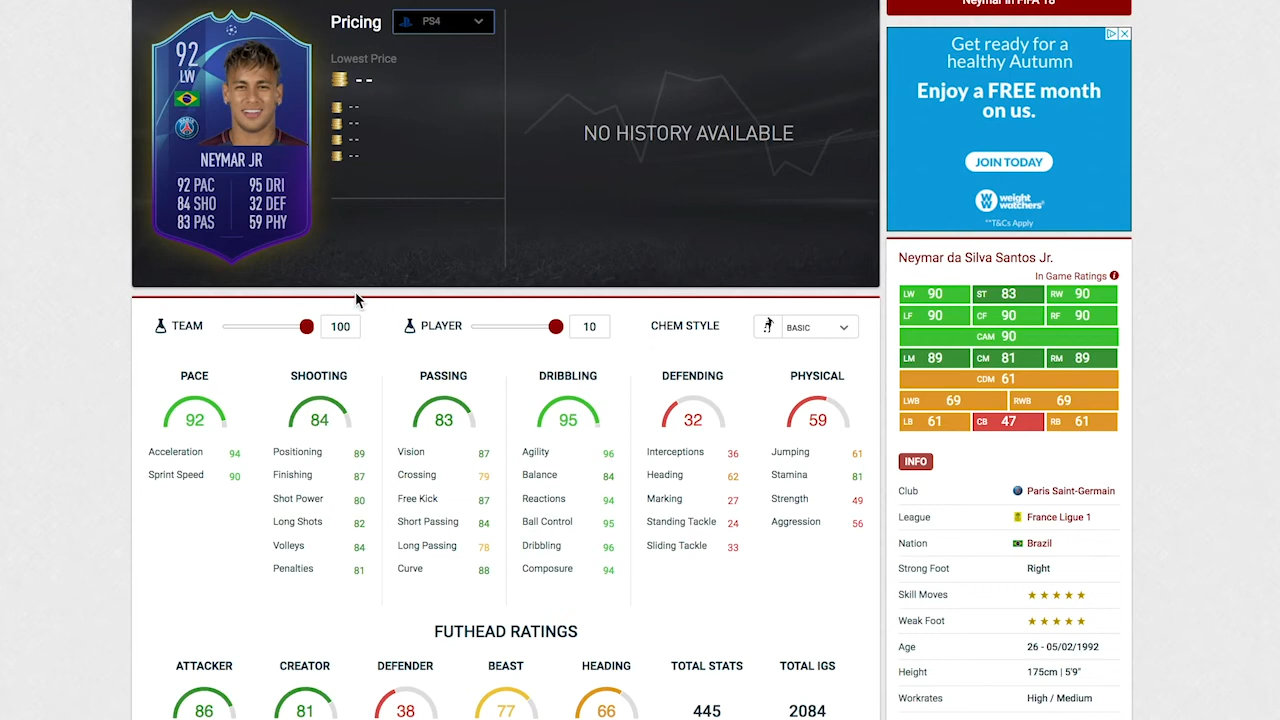 Neymar in FIFA 18
92
LW
NEYMAR JR
92 PAC 95 DRI
84 SHO 32 DEF
83 PAS 59 PHY
Pricing PS4
Lowest Price
--
--
--
--
--
NO HISTORY AVAILABLE
Get ready for a
healthy Autumn
Enjoy a FREE month
on us.
JOIN TODAY
WW weight
watchers
**T&Cs Apply
TEAM 100 PLAYER 10 CHEM STYLE BASIC
PACE SHOOTING PASSING DRIBBLING DEFENDING PHYSICAL
92 84 83 95 32 59
Acceleration 94
Sprint Speed 90
Positioning 89
Finishing 87
Shot Power 80
Long Shots 82
Volleys 84
Penalties 81
Vision 87
Crossing 79
Free Kick 87
Short Passing 84
Long Passing 78
Curve 88
Agility 96
Balance 84
Reactions 94
Ball Control 95
Dribbling 96
Composure 94
Interceptions 36
Heading 62
Marking 27
Standing Tackle 24
Sliding Tackle 33
Jumping 61
Stamina 81
Strength 49
Aggression 56
FUTHEAD RATINGS
ATTACKER CREATOR DEFENDER BEAST HEADING TOTAL STATS TOTAL IGS
86 81 38 77 66 445 2084
Neymar da Silva Santos Jr.
In Game Ratings
LW 90 ST 83 RW 90
LF 90 CF 90 RF 90
CAM 90
LM 89 CM 81 RM 89
CDM 61
LWB 69 RWB 69
LB 61 CB 47 RB 61
INFO
Club Paris Saint-Germain
League France Ligue 1
Nation Brazil
Strong Foot Right
Skill Moves ★ ★ ★ ★ ★
Weak Foot ★ ★ ★ ★ ★
Age 26 - 05/02/1992
Height 175cm | 5'9"
Workrates High / Medium